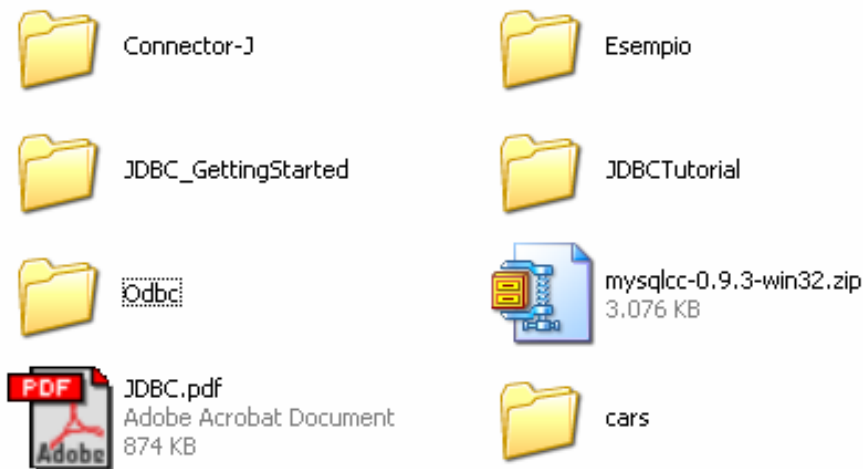 Connector-J
Esempio
JDBC_GettingStarted
JDBCTutorial
Odbc
mysqlcc-0.9.3-win32.zip
3.076 KB
PDF
Adobe
JDBC.pdf
Adobe Acrobat Document
874 KB
cars